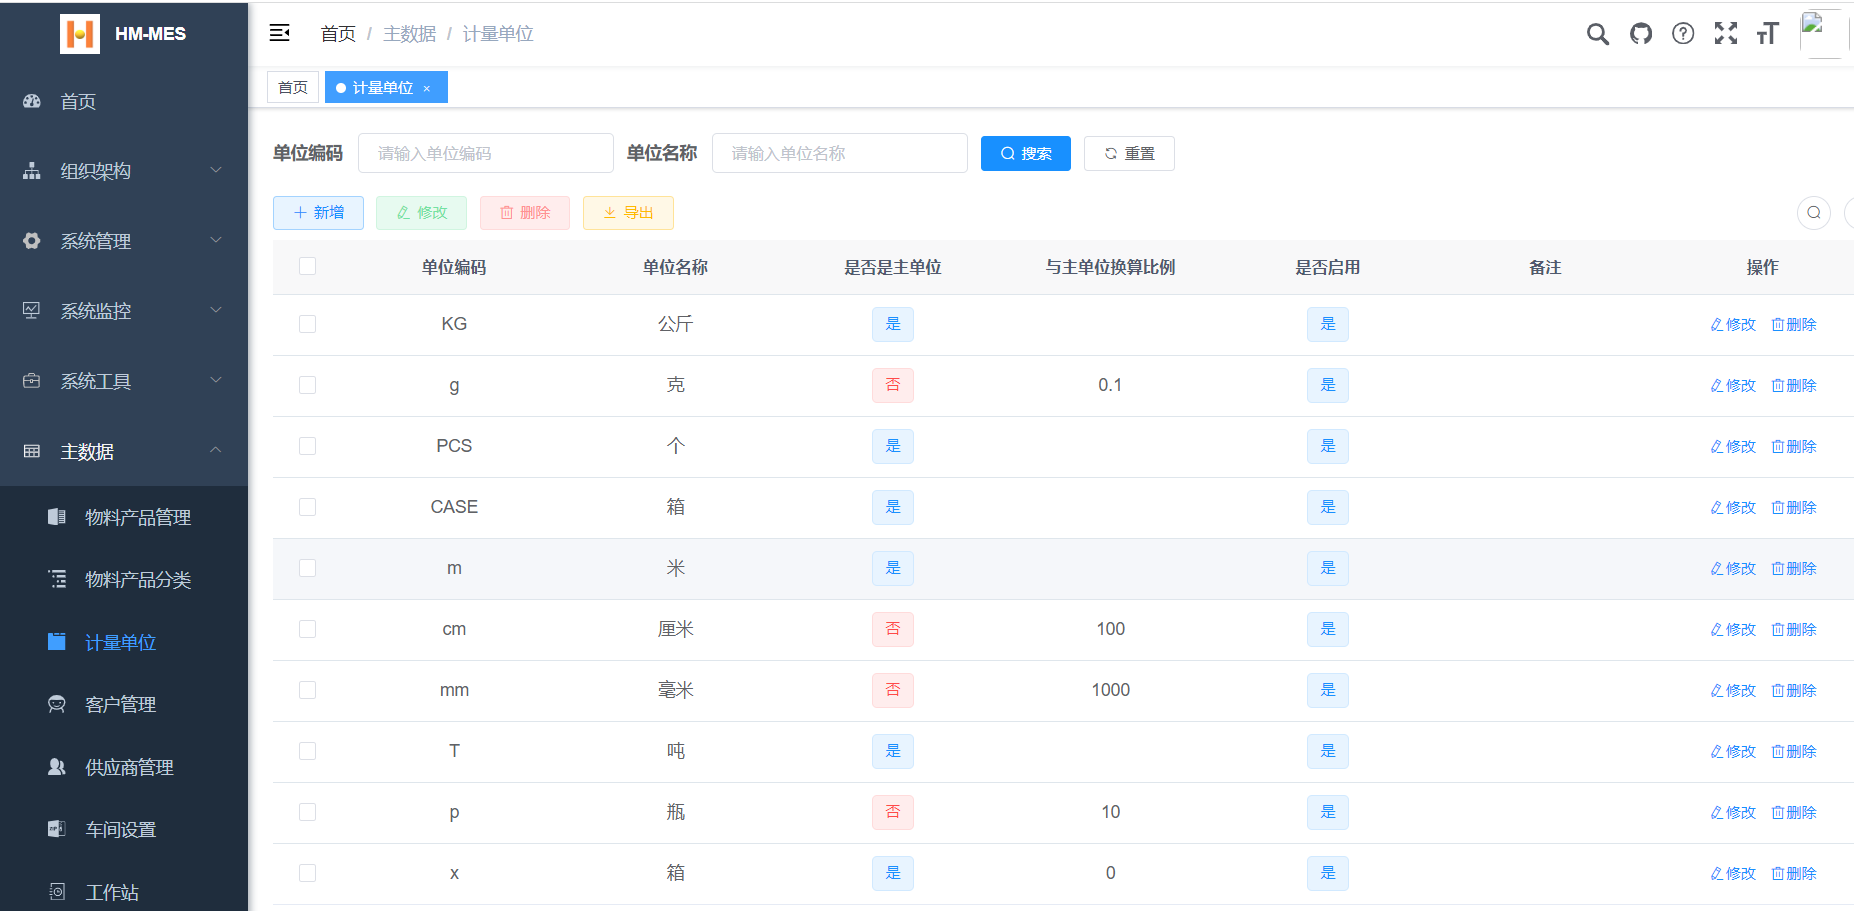 HM-MES
首页
组织架构
系统管理
系统监控
系统工具
主数据
物料产品管理
物料产品分类
计量单位
客户管理
供应商管理
车间设置
工作站
首页 / 主数据 / 计量单位
首页 计量单位 ×
单位编码 请输入单位编码 单位名称 请输入单位名称 搜索 重置
新增 修改 删除 导出
单位编码 单位名称 是否是主单位 与主单位换算比例 是否启用 备注 操作
KG 公斤 是 是 修改 删除
g 克 否 0.1 是 修改 删除
PCS 个 是 是 修改 删除
CASE 箱 是 是 修改 删除
m 米 是 是 修改 删除
cm 厘米 否 100 是 修改 删除
mm 毫米 否 1000 是 修改 删除
T 吨 是 是 修改 删除
p 瓶 否 10 是 修改 删除
x 箱 是 0 是 修改 删除